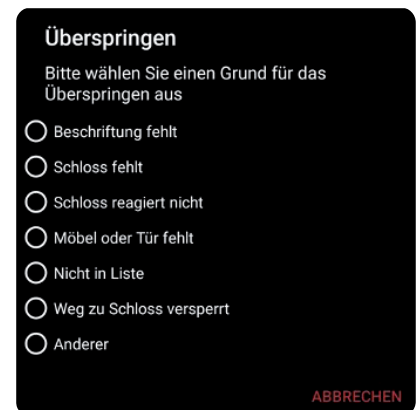 Überspringen
Bitte wählen Sie einen Grund für das
Überspringen aus
Beschriftung fehlt
Schloss fehlt
Schloss reagiert nicht
Möbel oder Tür fehlt
Nicht in Liste
Weg zu Schloss versperrt
Anderer
ABBRECHEN